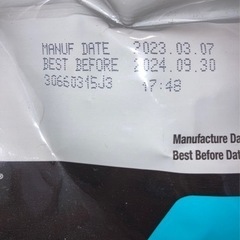 MANUF DATE 2023.03.07
BEST BEFORE 2024.09.30
30660315J3 17:48
Manufacture Da
Best Before Dat
®